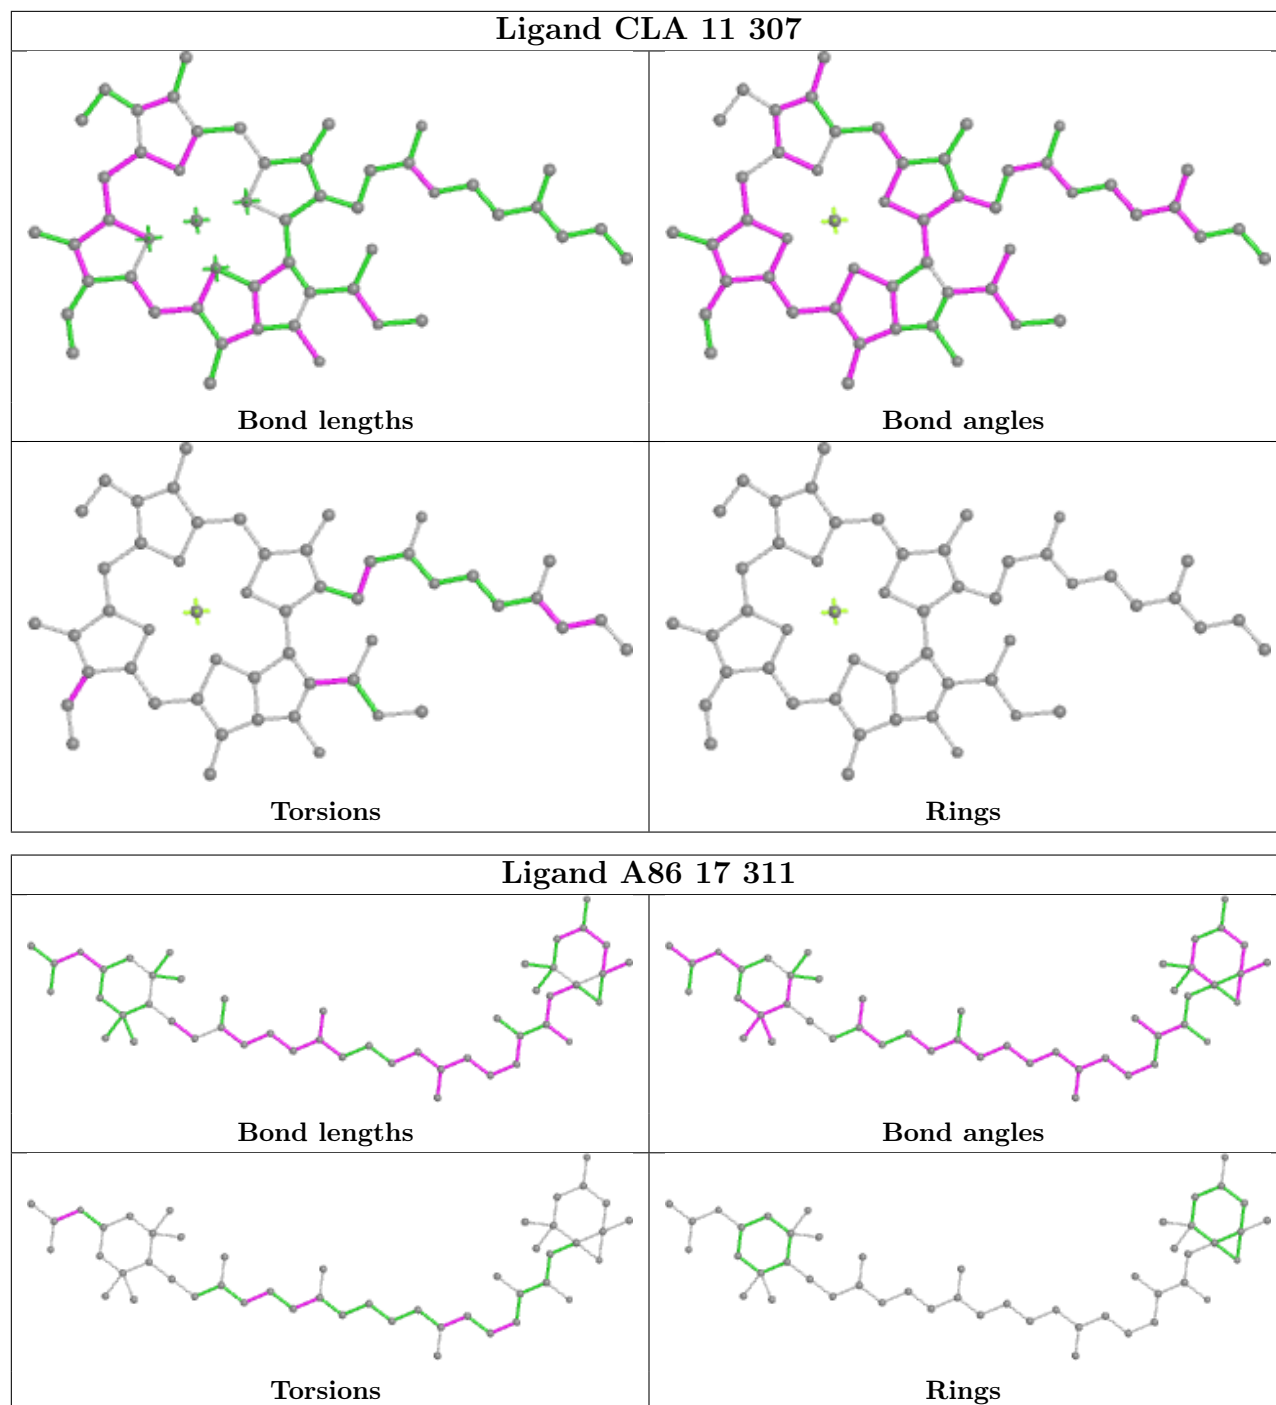 Ligand CLA 11 307
Bond lengths
Bond angles
Torsions
Rings
Ligand A86 17 311
Bond lengths
Bond angles
Torsions
Rings